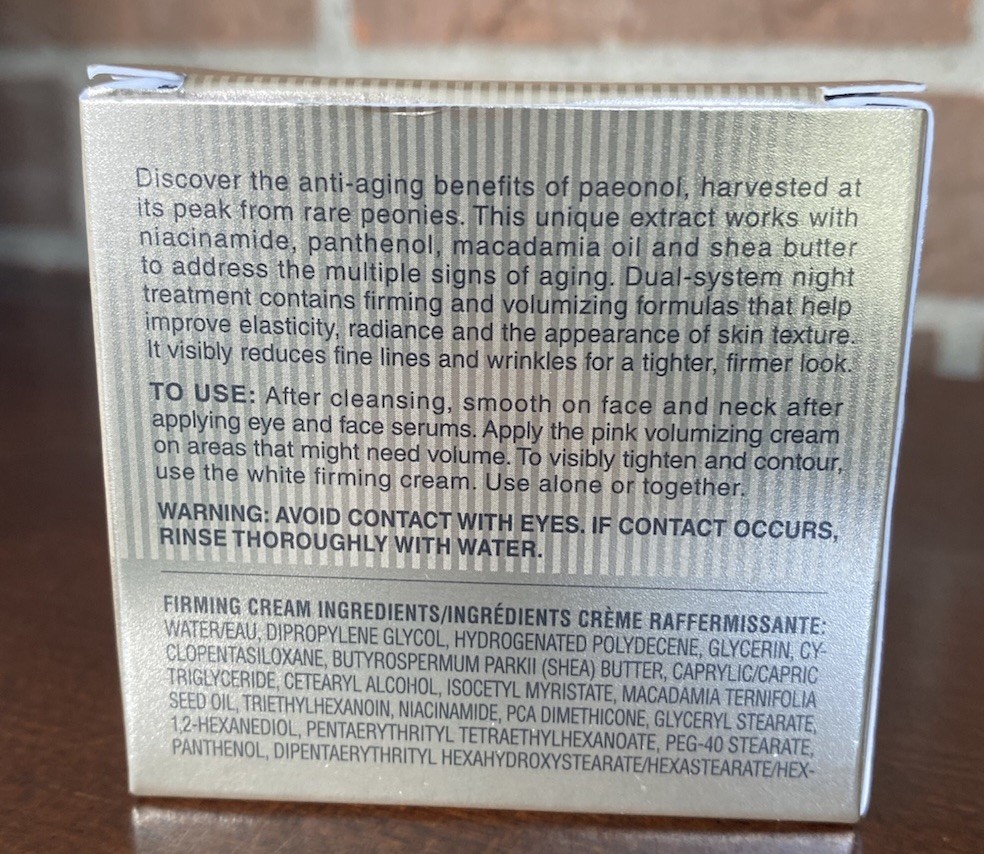 Discover the anti-aging benefits of paeonol, harvested at
its peak from rare peonies. This unique extract works with
niacinamide, panthenol, macadamia oil and shea butter
to address the multiple signs of aging. Dual-system night
treatment contains firming and volumizing formulas that help
improve elasticity, radiance and the appearance of skin texture.
It visibly reduces fine lines and wrinkles for a tighter, firmer look.
TO USE: After cleansing, smooth on face and neck after
applying eye and face serums. Apply the pink volumizing cream
on areas that might need volume. To visibly tighten and contour,
use the white firming cream. Use alone or together.
WARNING: AVOID CONTACT WITH EYES. IF CONTACT OCCURS,
RINSE THOROUGHLY WITH WATER.
FIRMING CREAM INGREDIENTS/INGRÉDIENTS CRÈME RAFFERMISSANTE:
WATER/EAU, DIPROPYLENE GLYCOL, HYDROGENATED POLYDECENE, GLYCERIN, CY-
CLOPENTASILOXANE, BUTYROSPERMUM PARKII (SHEA) BUTTER, CAPRYLIC/CAPRIC
TRIGLYCERIDE, CETEARYL ALCOHOL, ISOCETYL MYRISTATE, MACADAMIA TERNIFOLIA
SEED OIL, TRIETHYLHEXANOIN, NIACINAMIDE, PCA DIMETHICONE, GLYCERYL STEARATE,
1,2-HEXANEDIOL, PENTAERYTHRITYL TETRAETHYLHEXANOATE, PEG-40 STEARATE,
PANTHENOL, DIPENTAERYTHRITYL HEXAHYDROXYSTEARATE/HEXASTEARATE/HEX-